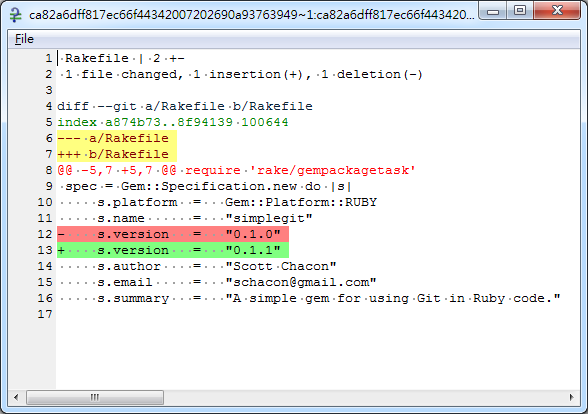 ca82a6dff817ec66f44342007202690a93763949~1:ca82a6dff817ec66f443420...
File
1  Rakefile | 2 +-
2  1 file changed, 1 insertion(+), 1 deletion(-)
3
4 diff --git a/Rakefile b/Rakefile
5 index a874b73..8f94139 100644
6 --- a/Rakefile
7 +++ b/Rakefile
8 @@ -5,7 +5,7 @@ require 'rake/gempackagetask'
9  spec = Gem::Specification.new do |s|
10      s.platform  =   Gem::Platform::RUBY
11      s.name      =   "simplegit"
12 -    s.version   =   "0.1.0"
13 +    s.version   =   "0.1.1"
14      s.author    =   "Scott Chacon"
15      s.email     =   "schacon@gmail.com"
16      s.summary   =   "A simple gem for using Git in Ruby code."
17